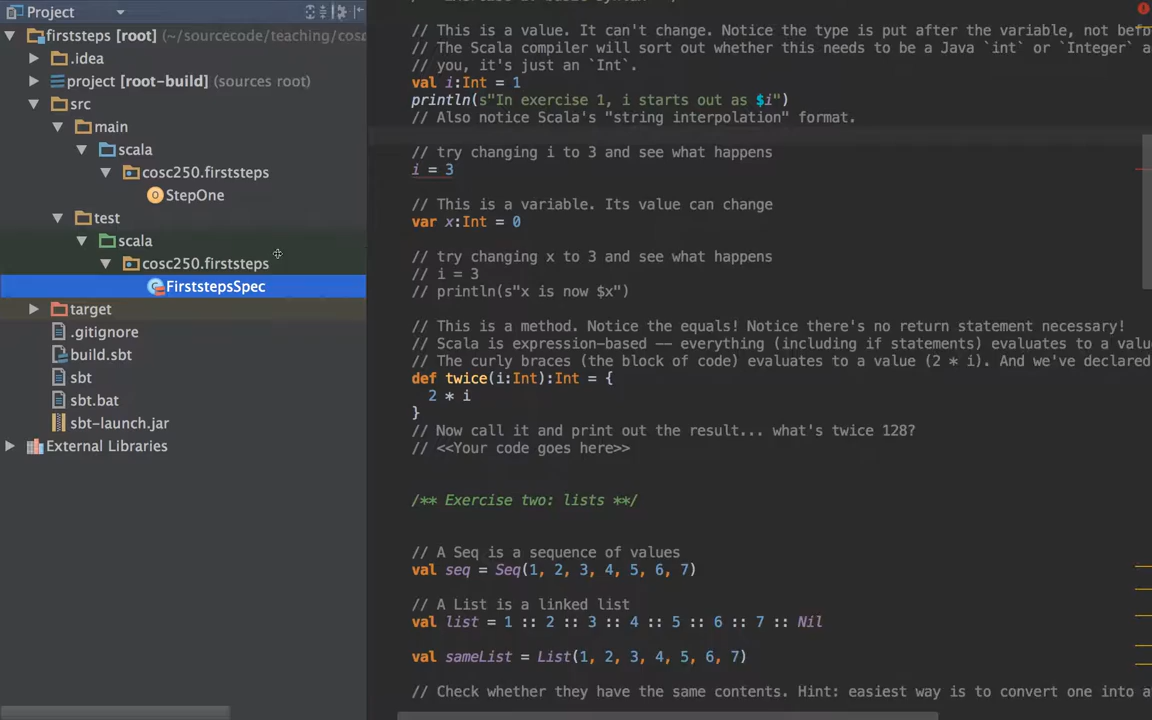 Project
firststeps [root] (~/sourcecode/teaching/cosc
.idea
project [root-build] (sources root)
src
main
scala
cosc250.firststeps
StepOne
test
scala
cosc250.firststeps
FirststepsSpec
target
.gitignore
build.sbt
sbt
sbt.bat
sbt-launch.jar
External Libraries
// This is a value. It can't change. Notice the type is put after the variable, not befo
// The Scala compiler will sort out whether this needs to be a Java `int` or `Integer` a
// you, it's just an `Int`.
val i:Int = 1
println(s"In exercise 1, i starts out as $i")
// Also notice Scala's "string interpolation" format.
// try changing i to 3 and see what happens
i = 3
// This is a variable. Its value can change
var x:Int = 0
// try changing x to 3 and see what happens
// i = 3
// println(s"x is now $x")
// This is a method. Notice the equals! Notice there's no return statement necessary!
// Scala is expression-based -- everything (including if statements) evaluates to a valu
// The curly braces (the block of code) evaluates to a value (2 * i). And we've declared
def twice(i:Int):Int = {
2 * i
}
// Now call it and print out the result... what's twice 128?
// <<Your code goes here>>
/** Exercise two: lists **/
// A Seq is a sequence of values
val seq = Seq(1, 2, 3, 4, 5, 6, 7)
// A List is a linked list
val list = 1 :: 2 :: 3 :: 4 :: 5 :: 6 :: 7 :: Nil
val sameList = List(1, 2, 3, 4, 5, 6, 7)
// Check whether they have the same contents. Hint: easiest way is to convert one into a